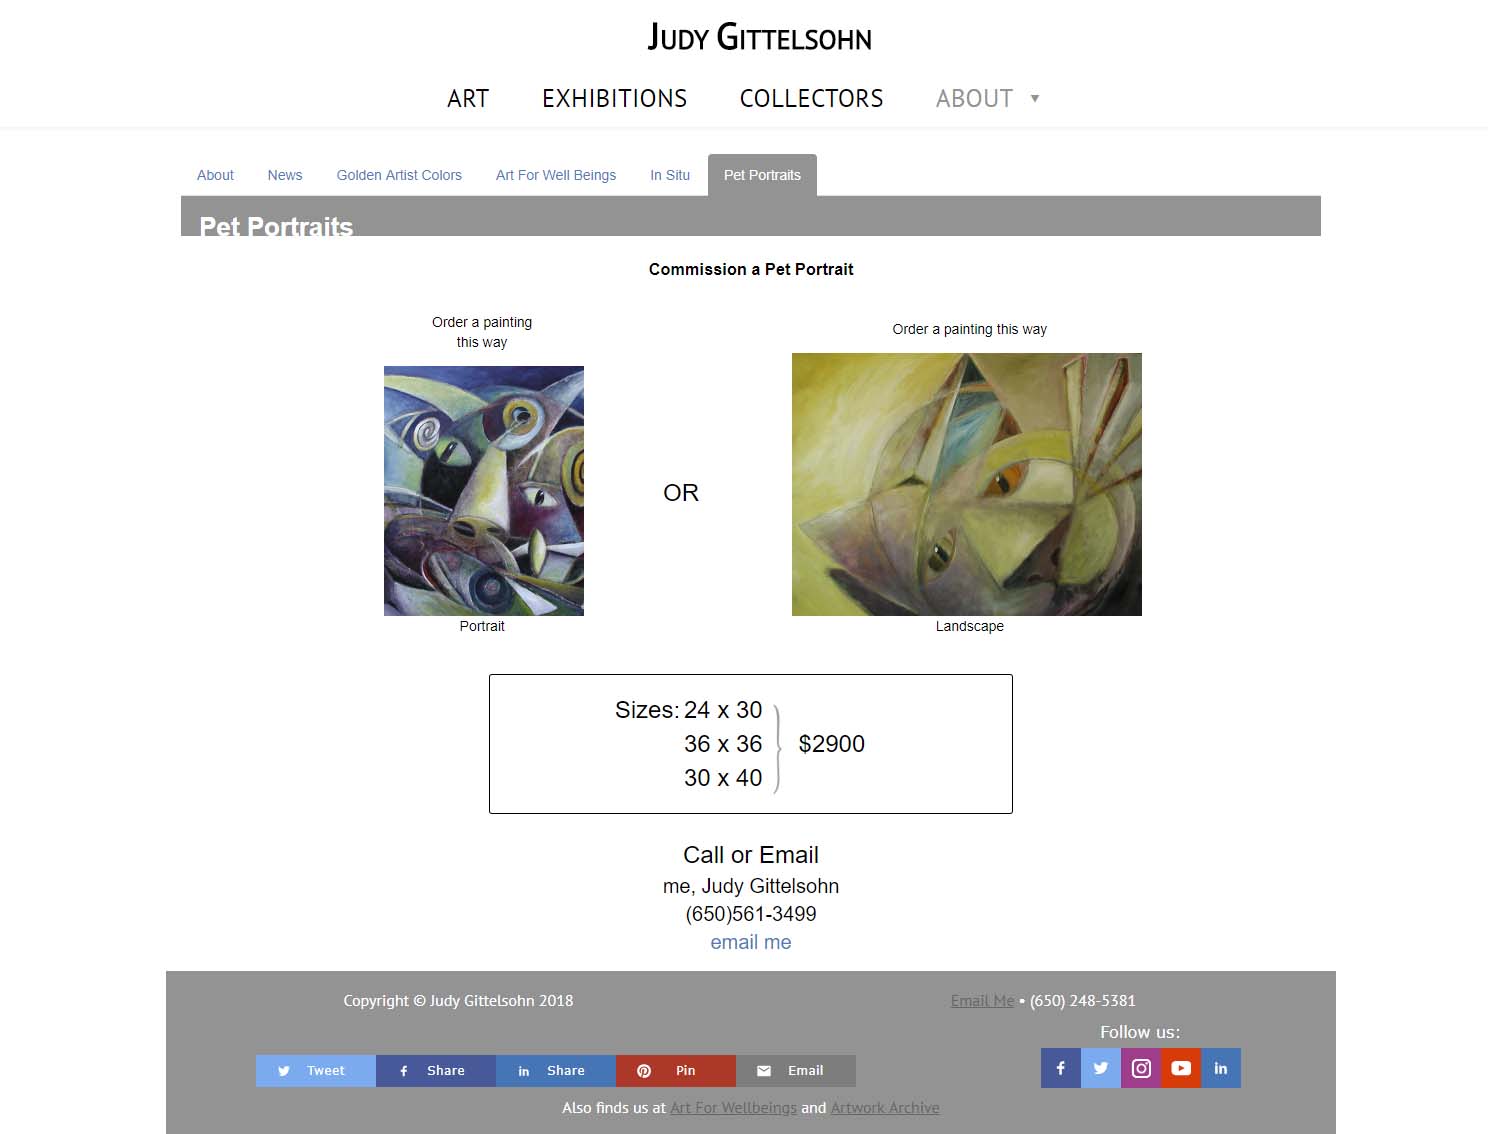 JUDY GITTELSOHN
ART EXHIBITIONS COLLECTORS ABOUT ▼
About News Golden Artist Colors Art For Well Beings In Situ Pet Portraits
Pet Portraits
Commission a Pet Portrait
Order a painting
this way
Portrait
OR
Order a painting this way
Landscape
Sizes: 24 x 30
36 x 36
30 x 40
$2900
Call or Email
me, Judy Gittelsohn
(650)561-3499
email me
Copyright © Judy Gittelsohn 2018
Email Me • (650) 248-5381
Follow us:
Tweet Share Share Pin Email
Also finds us at Art For Wellbeings and Artwork Archive